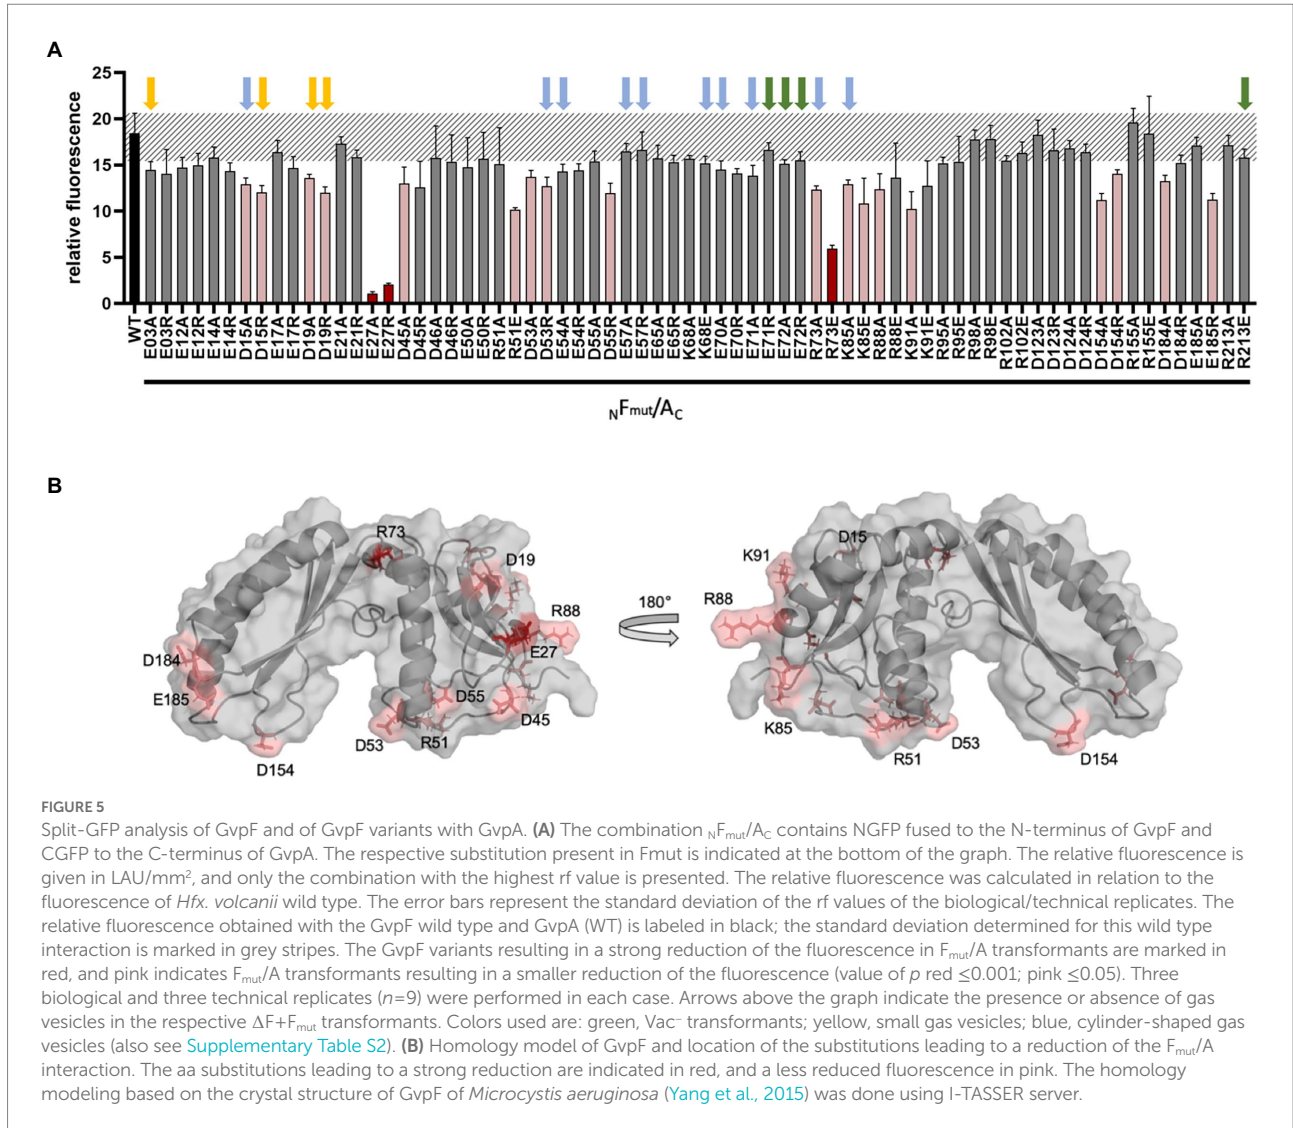 A
25
20
15
10
5
0
relative fluorescence
WT
E03A
E03R
E12A
E12R
E14A
E14R
D15A
D15R
E17A
E17R
D19A
D19R
E21A
E21R
E27A
E27R
D45A
D45R
D46A
D46R
E50A
E50R
R51A
R51E
D53A
D53R
E54A
E54R
D55A
D55R
E57A
E57R
E65A
E65R
K68A
K68E
E70A
E70R
E71A
E71R
E72A
E72R
R73A
R73E
K85A
K85E
R88A
R88E
K91A
K91E
R95A
R95E
R98A
R98E
R102A
R102E
D123A
D123R
D124A
D124R
D154A
D154R
R155A
R155E
D184A
D184R
E185A
E185R
R213A
R213E
NFmut/AC
B
R73
D19
R88
E27
D184
E185
D55
D45
D53
R51
D154
180°
D15
K91
R88
K85
R51
D53
D154
FIGURE 5
Split-GFP analysis of GvpF and of GvpF variants with GvpA. (A) The combination NFmut/AC contains NGFP fused to the N-terminus of GvpF and
CGFP to the C-terminus of GvpA. The respective substitution present in Fmut is indicated at the bottom of the graph. The relative fluorescence is
given in LAU/mm², and only the combination with the highest rf value is presented. The relative fluorescence was calculated in relation to the
fluorescence of Hfx. volcanii wild type. The error bars represent the standard deviation of the rf values of the biological/technical replicates. The
relative fluorescence obtained with the GvpF wild type and GvpA (WT) is labeled in black; the standard deviation determined for this wild type
interaction is marked in grey stripes. The GvpF variants resulting in a strong reduction of the fluorescence in Fmut/A transformants are marked in
red, and pink indicates Fmut/A transformants resulting in a smaller reduction of the fluorescence (value of p red ≤0.001; pink ≤0.05). Three
biological and three technical replicates (n=9) were performed in each case. Arrows above the graph indicate the presence or absence of gas
vesicles in the respective ΔF+Fmut transformants. Colors used are: green, Vac⁻ transformants; yellow, small gas vesicles; blue, cylinder-shaped gas
vesicles (also see Supplementary Table S2). (B) Homology model of GvpF and location of the substitutions leading to a reduction of the Fmut/A
interaction. The aa substitutions leading to a strong reduction are indicated in red, and a less reduced fluorescence in pink. The homology
modeling based on the crystal structure of GvpF of Microcystis aeruginosa (Yang et al., 2015) was done using I-TASSER server.